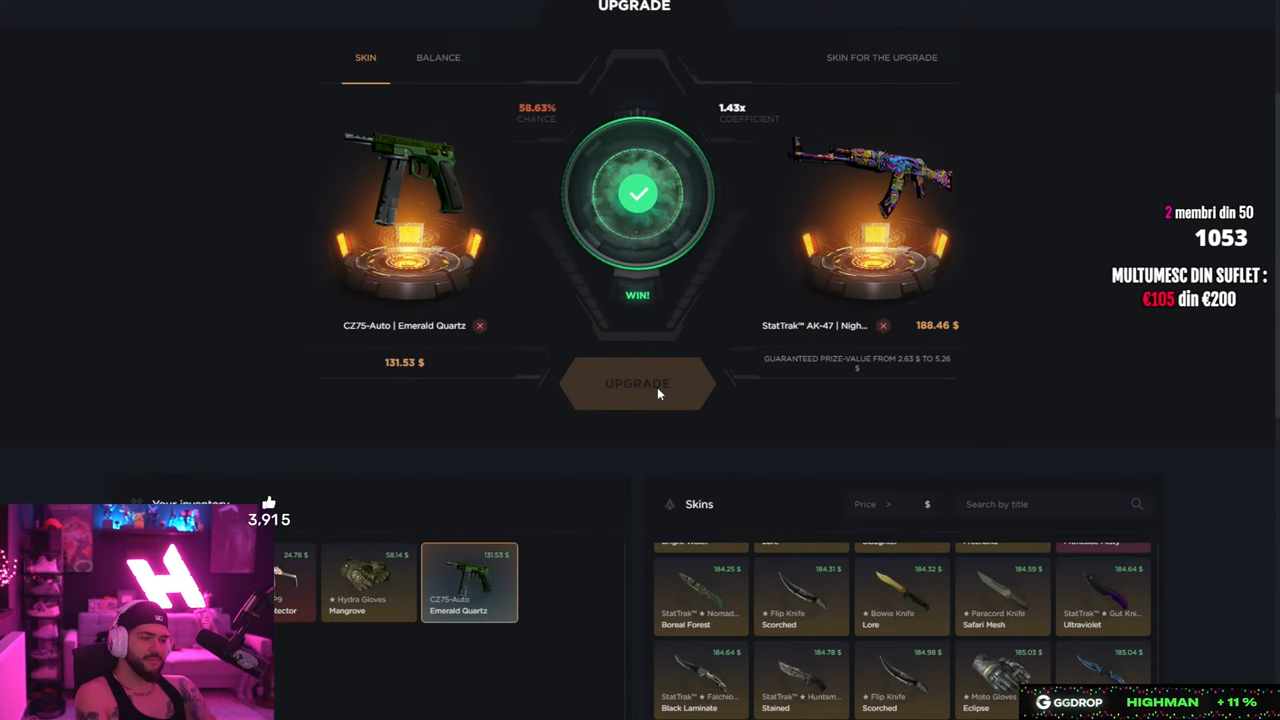 UPGRADE
SKIN
BALANCE
SKIN FOR THE UPGRADE
58.63%
CHANCE
1.43x
COEFFICIENT
WIN!
CZ75-Auto | Emerald Quartz
131.53 $
StatTrak™ AK-47 | Nigh...
188.46 $
GUARANTEED PRIZE-VALUE FROM 2.63 $ TO 5.26
$
UPGRADE
2 membri din 50
1053
MULTUMESC DIN SUFLET :
€105 din €200
Your inventory
3,915
24.78 $
58.14 $
★ Hydra Gloves
Mangrove
131.53 $
CZ75-Auto
Emerald Quartz
Skins
Price > $
Search by title
184.25 $
StatTrak™ ★ Nomad...
Boreal Forest
184.31 $
★ Flip Knife
Scorched
184.32 $
★ Bowie Knife
Lore
184.59 $
★ Paracord Knife
Safari Mesh
184.64 $
StatTrak™ ★ Gut Kni...
Ultraviolet
184.64 $
StatTrak™ ★ Falchio...
Black Laminate
184.78 $
StatTrak™ ★ Huntsm...
Stained
184.98 $
★ Flip Knife
Scorched
185.03 $
★ Moto Gloves
Eclipse
185.04 $
GGDROP HIGHMAN +11%